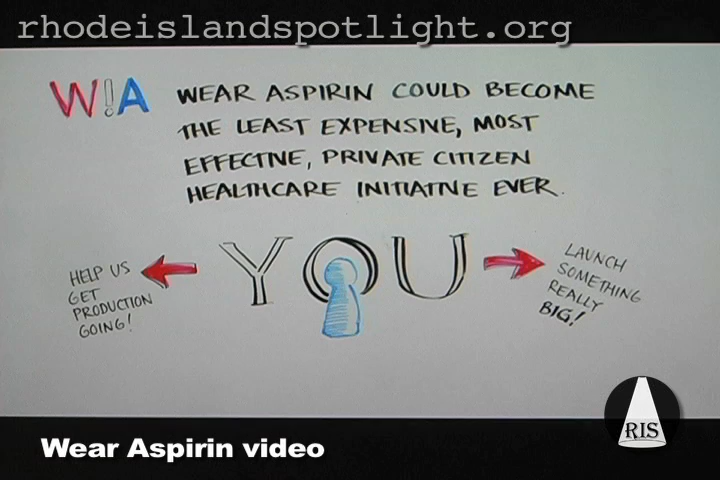 rhodeislandspotlight.org
W!A
WEAR ASPIRIN COULD BECOME
THE LEAST EXPENSIVE, MOST
EFFECTIVE, PRIVATE CITIZEN
HEALTHCARE INITIATIVE EVER.
HELP US
GET
PRODUCTION
GOING!
YOU
LAUNCH
SOMETHING
REALLY
BIG!
RIS
Wear Aspirin video